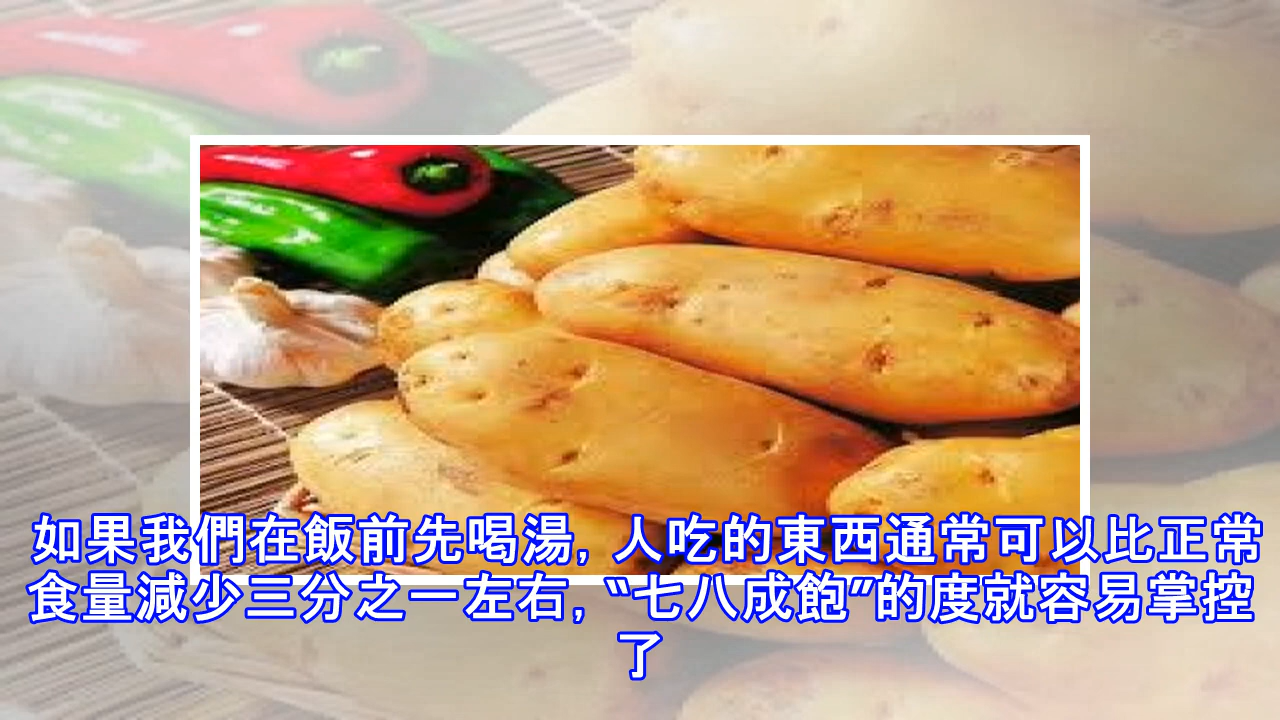 如果我們在飯前先喝湯, 人吃的東西通常可以比正常
食量減少三分之一左右, “七八成飽”的度就容易掌控
了